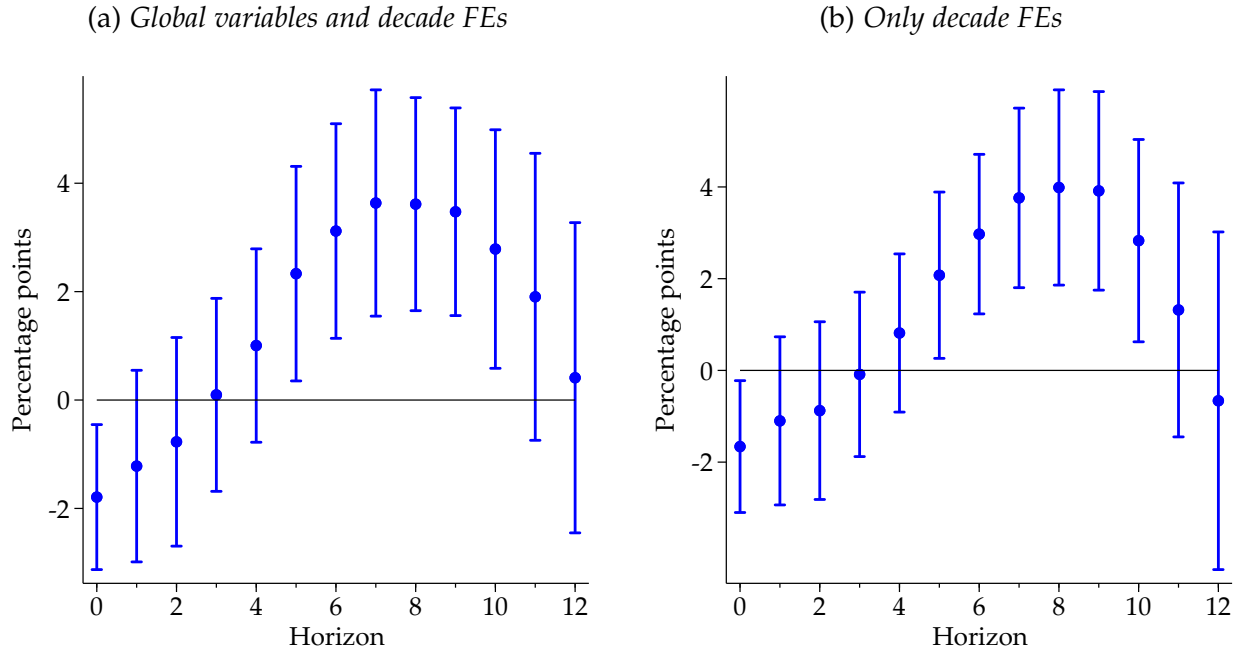 (a) Global variables and decade FEs
Percentage points
4
2
0
-2
0 2 4 6 8 10 12
Horizon
(b) Only decade FEs
Percentage points
4
2
0
-2
0 2 4 6 8 10 12
Horizon